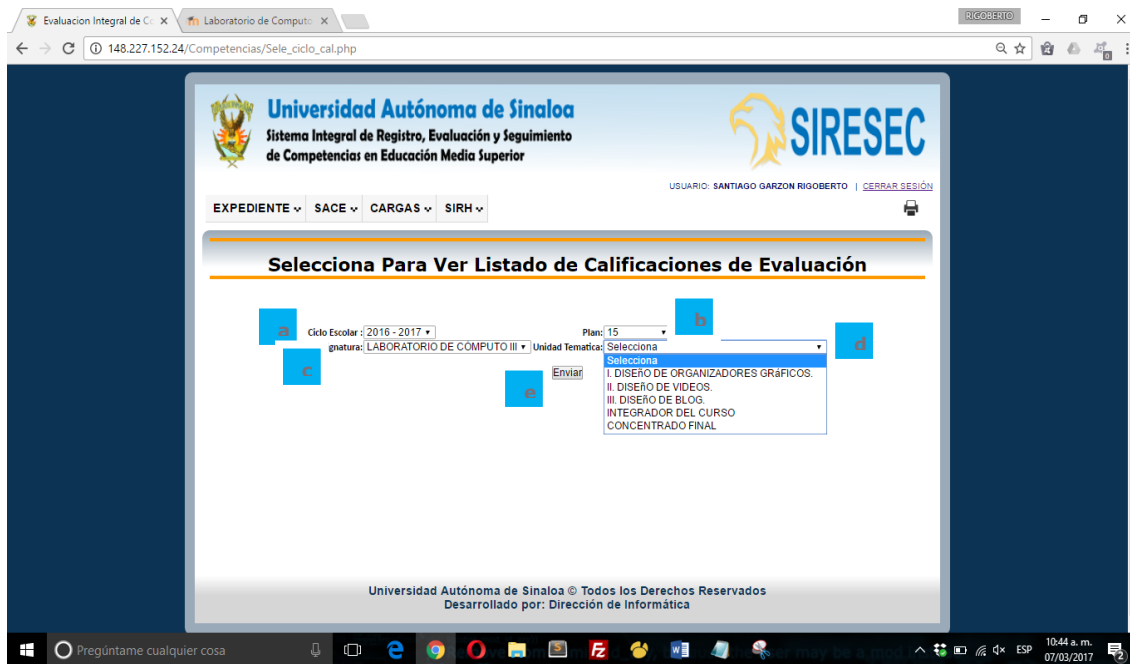 Evaluacion Integral de Co
Laboratorio de Computo
RIGOBERTO
148.227.152.24/Competencias/Sele_ciclo_cal.php
Universidad Autónoma de Sinaloa
Sistema Integral de Registro, Evaluación y Seguimiento
de Competencias en Educación Media Superior
SIRESEC
USUARIO: SANTIAGO GARZON RIGOBERTO | CERRAR SESIÓN
EXPEDIENTE SACE CARGAS SIRH
Selecciona Para Ver Listado de Calificaciones de Evaluación
a Ciclo Escolar : 2016 - 2017 Plan: 15 b
c gnatura: LABORATORIO DE CÓMPUTO III Unidad Tematica: Selecciona d
Selecciona
e Enviar I. DISEñO DE ORGANIZADORES GRáFICOS.
II. DISEñO DE VIDEOS.
III. DISEñO DE BLOG.
INTEGRADOR DEL CURSO
CONCENTRADO FINAL
Universidad Autónoma de Sinaloa © Todos los Derechos Reservados
Desarrollado por: Dirección de Informática
Pregúntame cualquier cosa
ESP
10:44 a. m.
07/03/2017
2